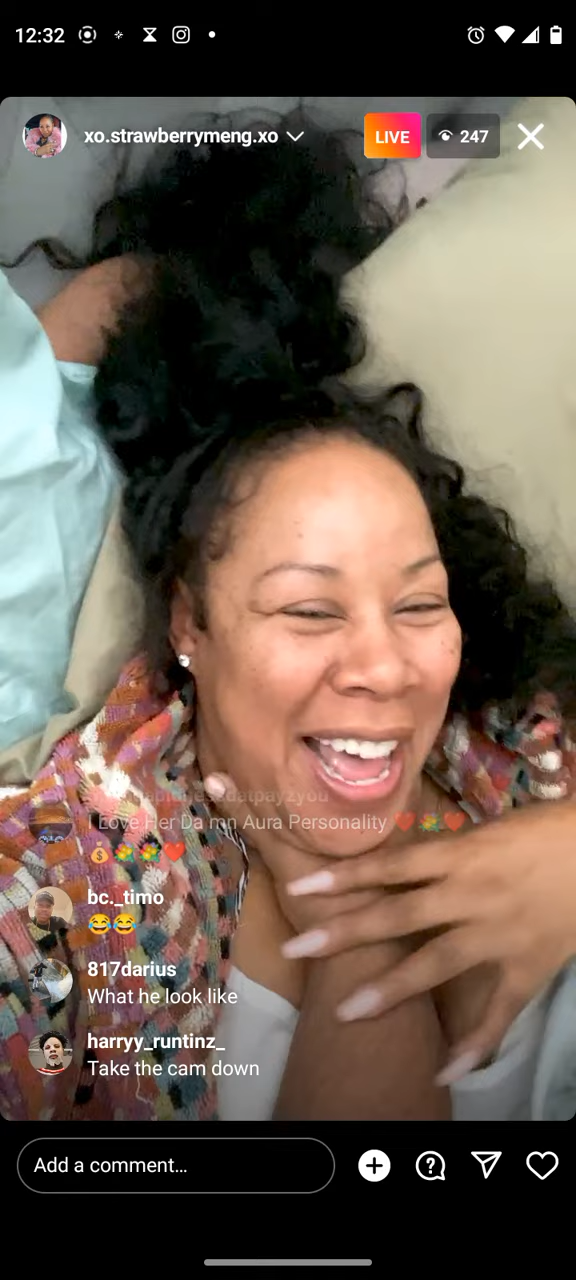 12:32
xo.strawberrymeng.xo
LIVE
247
I Love Her Da mn Aura Personality ❤️💐❤️
💰💐💐❤️
bc._timo
😂😂
817darius
What he look like
harryy_runtinz_
Take the cam down
Add a comment…